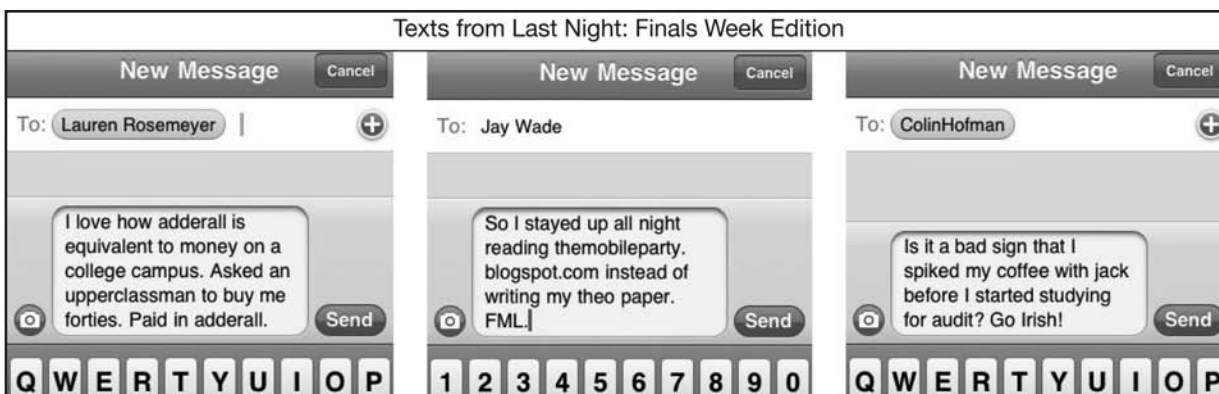 Texts from Last Night: Finals Week Edition
New Message
Cancel
To: Lauren Rosemeyer
I love how adderall is
equivalent to money on a
college campus. Asked an
upperclassman to buy me
forties. Paid in adderall.
Send
Q W E R T Y U I O P
New Message
Cancel
To: Jay Wade
So I stayed up all night
reading themobileparty.
blogspot.com instead of
writing my theo paper.
FML.
Send
1 2 3 4 5 6 7 8 9 0
New Message
Cancel
To: ColinHofman
Is it a bad sign that I
spiked my coffee with jack
before I started studying
for audit? Go Irish!
Send
Q W E R T Y U I O P